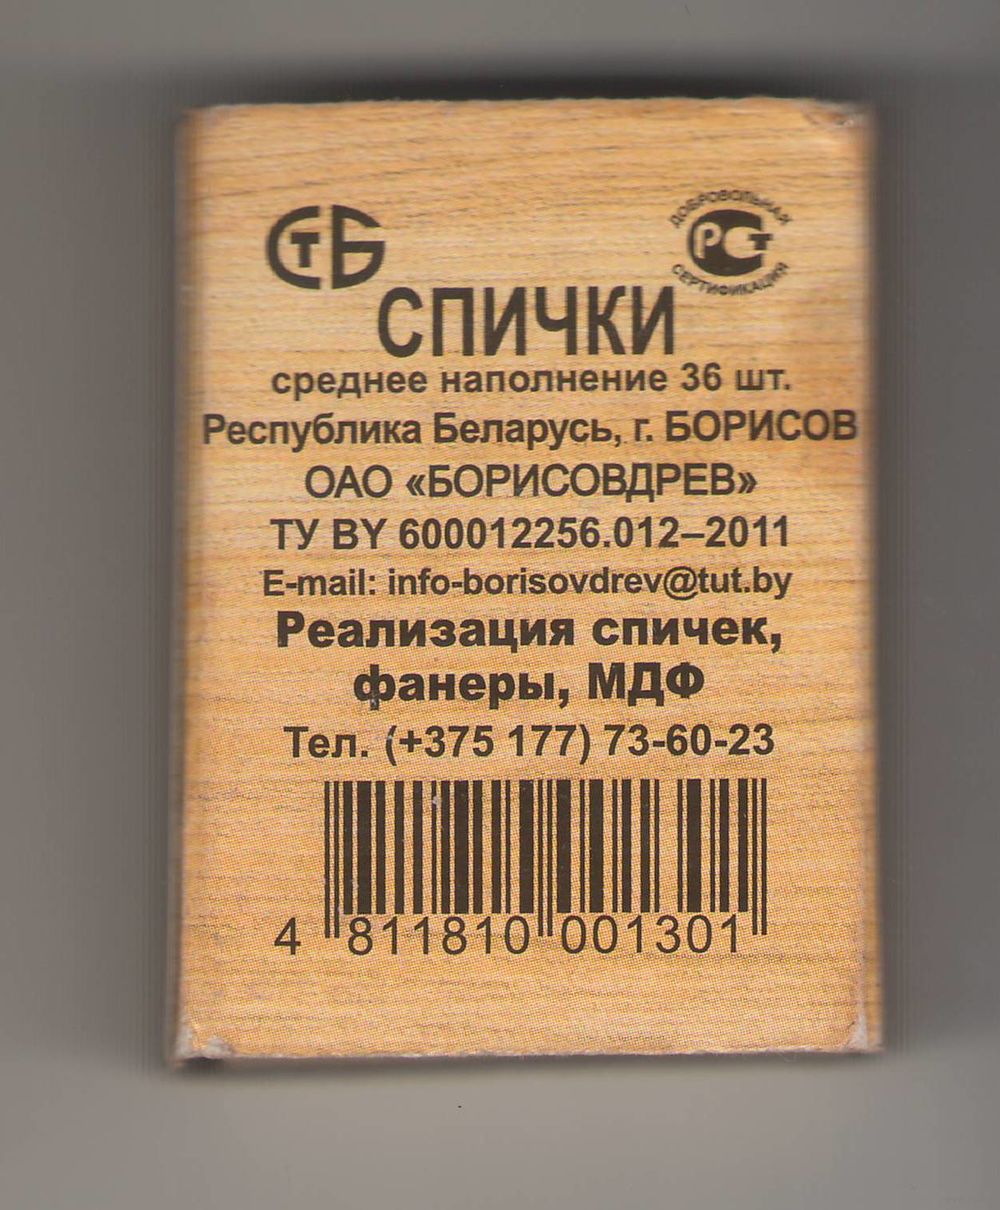 СТБ
ДОБРОВОЛЬНАЯ
РСТ
СЕРТИФИКАЦИЯ
СПИЧКИ
среднее наполнение 36 шт.
Республика Беларусь, г. БОРИСОВ
ОАО «БОРИСОВДРЕВ»
ТУ BY 600012256.012–2011
E-mail: info-borisovdrev@tut.by
Реализация спичек,
фанеры, МДФ
Тел. (+375 177) 73-60-23
4 811810 001301